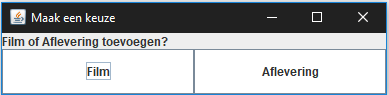 Maak een keuze
Film of Aflevering toevoegen?
Film Aflevering